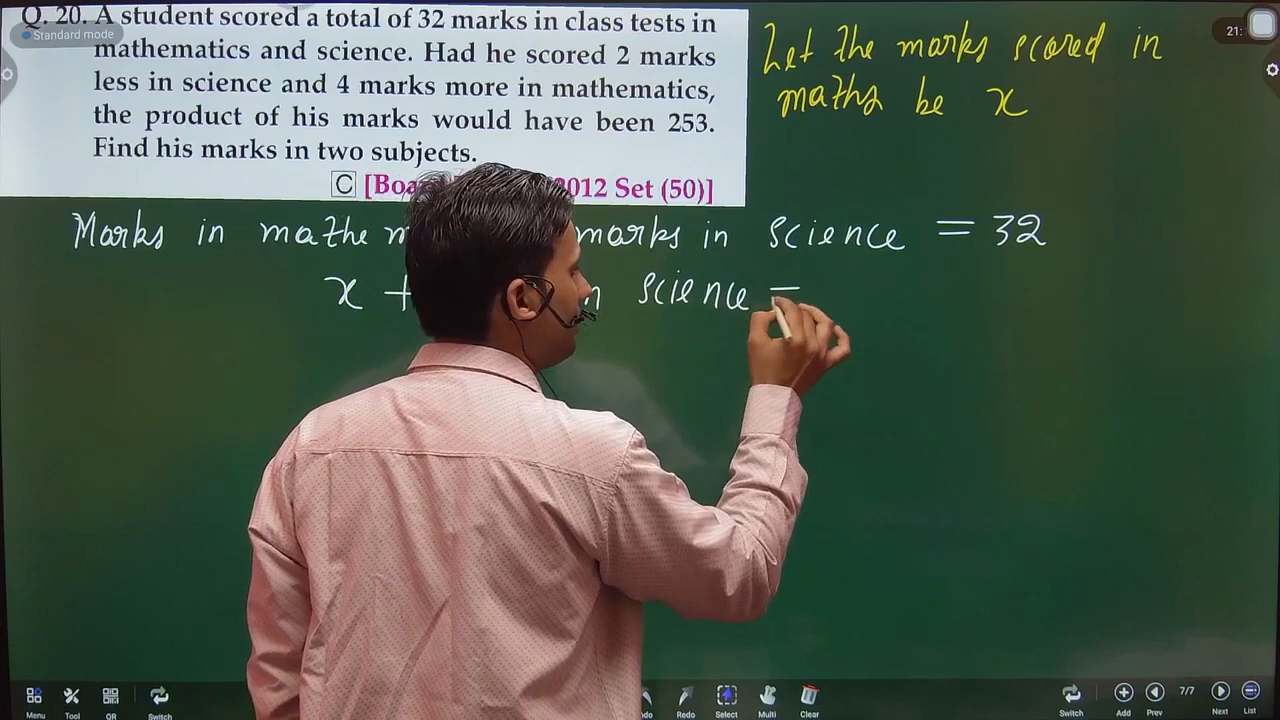 Q. 20. A student scored a total of 32 marks in class tests in
Standard mode
mathematics and science. Had he scored 2 marks
less in science and 4 marks more in mathematics,
the product of his marks would have been 253.
Find his marks in two subjects.
C [Boa 2012 Set (50)]
Let the marks scored in
maths be x
21:
Marks in mathem marks in science = 32
x + n science =
Menu Tool QR Switch ndo Redo Select Multi Clear Switch Add Prev 7/7 Next List